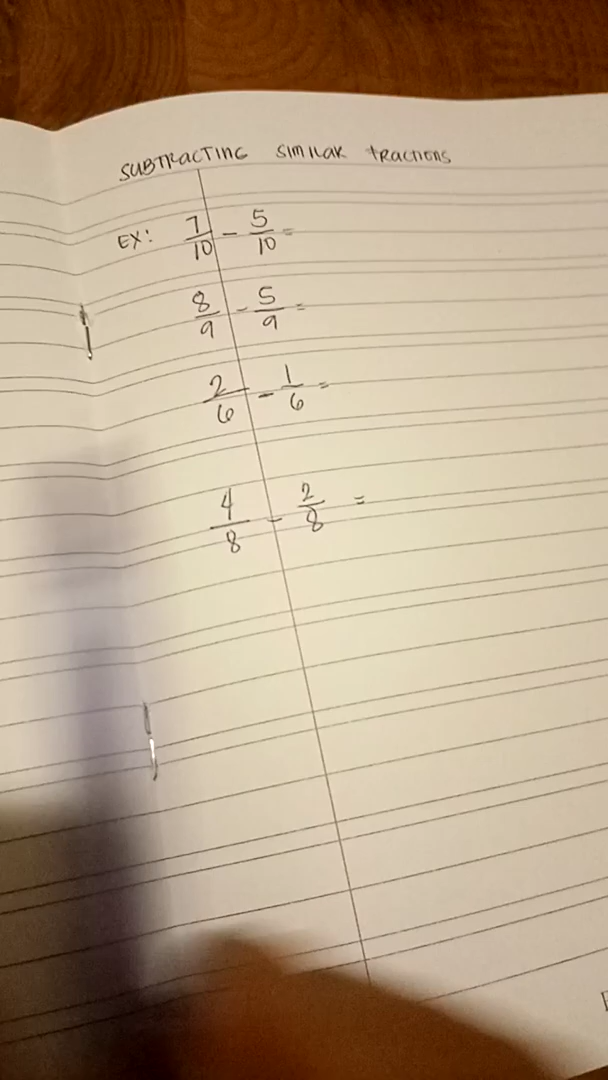 SUBTRACTING SIMILAR fRACTIONS
EX: 7/10 - 5/10 =
8/9 - 5/9 =
2/6 - 1/6 =
4/8 - 2/8 =